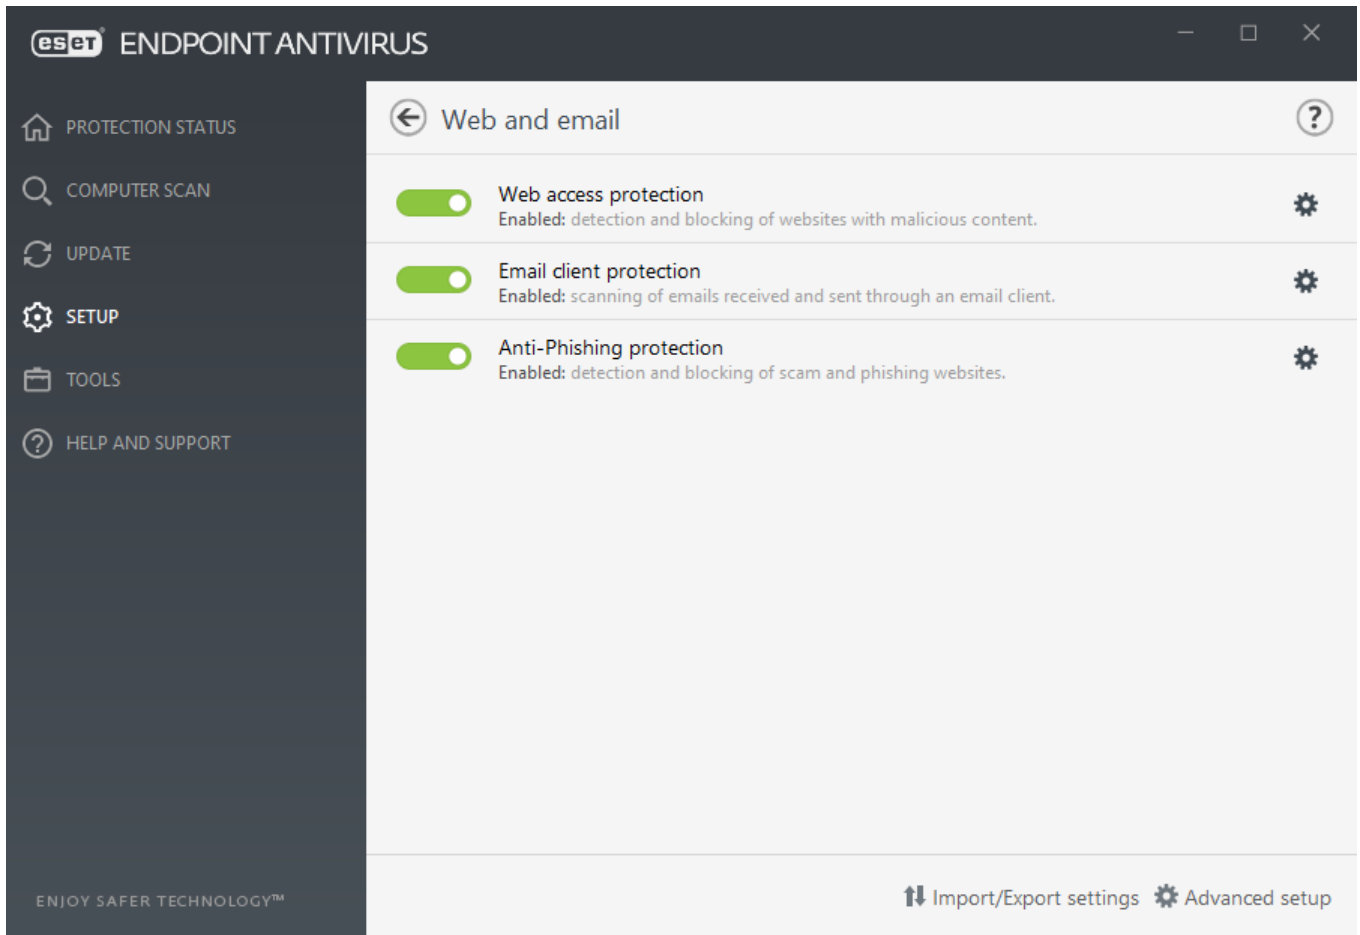 eset ENDPOINT ANTIVIRUS
PROTECTION STATUS
COMPUTER SCAN
UPDATE
SETUP
TOOLS
HELP AND SUPPORT
ENJOY SAFER TECHNOLOGY™
Web and email
?
Web access protection
Enabled: detection and blocking of websites with malicious content.
Email client protection
Enabled: scanning of emails received and sent through an email client.
Anti-Phishing protection
Enabled: detection and blocking of scam and phishing websites.
Import/Export settings Advanced setup